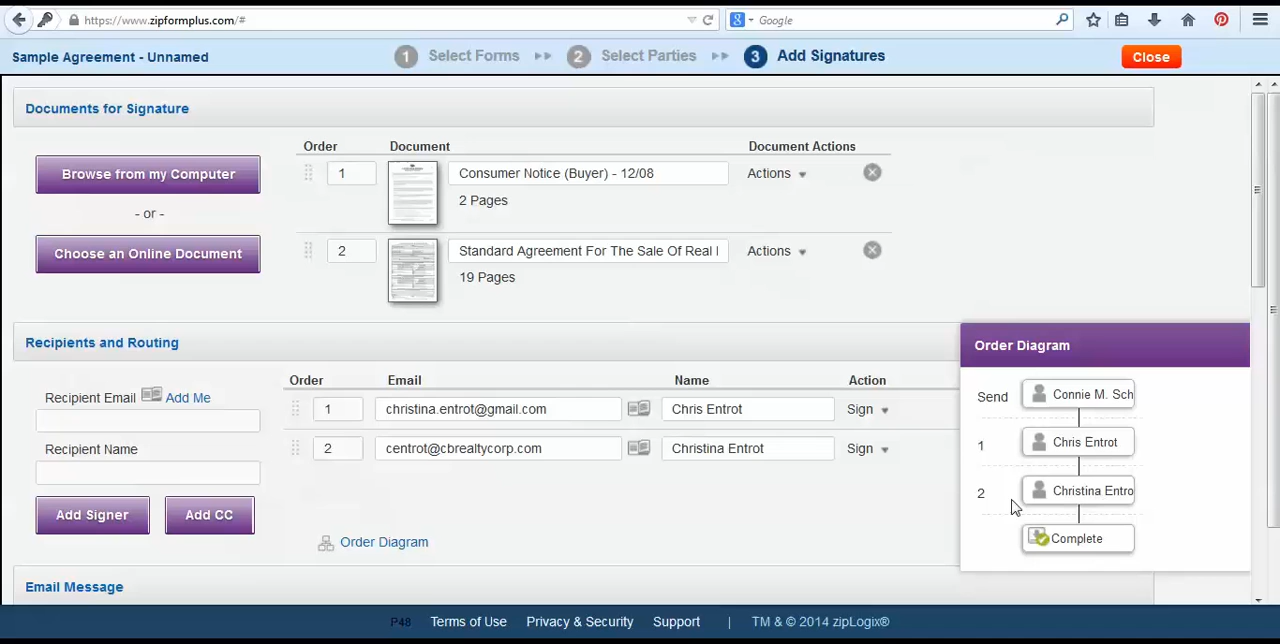 https://www.zipformplus.com/#
Google
Sample Agreement - Unnamed
1 Select Forms
2 Select Parties
3 Add Signatures
Close
Documents for Signature
Browse from my Computer
- or -
Choose an Online Document
Order Document Document Actions
1 Consumer Notice (Buyer) - 12/08 Actions
2 Pages
2 Standard Agreement For The Sale Of Real Actions
19 Pages
Recipients and Routing
Recipient Email Add Me
Recipient Name
Add Signer Add CC
Order Email Name Action
1 christina.entrot@gmail.com Chris Entrot Sign
2 centrot@cbrealtycorp.com Christina Entrot Sign
Order Diagram
Order Diagram
Send Connie M. Sch
1 Chris Entrot
2 Christina Entro
Complete
Email Message
P48 Terms of Use Privacy & Security Support | TM & © 2014 zipLogix®